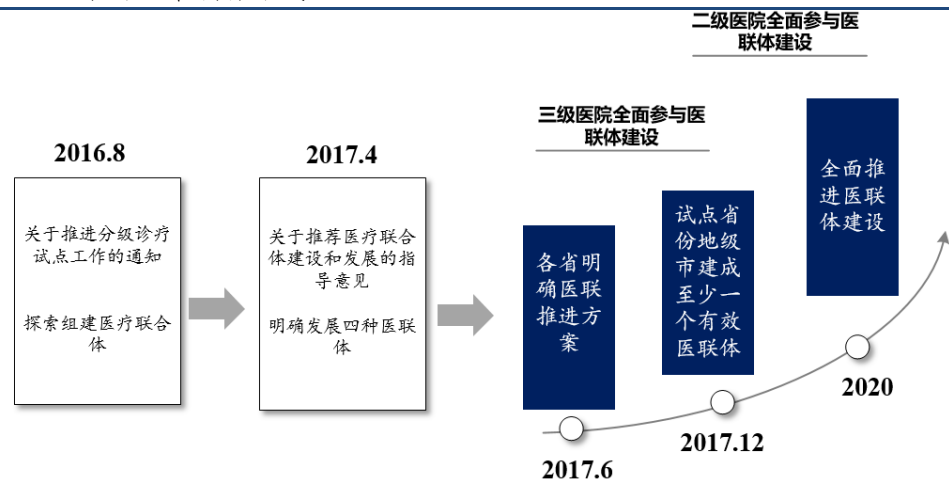 二级医院全面参与医
联体建设
三级医院全面参与医
联体建设
2016.8
关于推进分级诊疗
试点工作的通知
探索组建医疗联合
体
2017.4
关于推荐医疗联合
体建设和发展的指
导意见
明确发展四种医联
体
各省明
确医联
推进方
案
2017.6
试点省
份地级
市建成
至少一
个有效
医联体
2017.12
全面推
进医联
体建设
2020